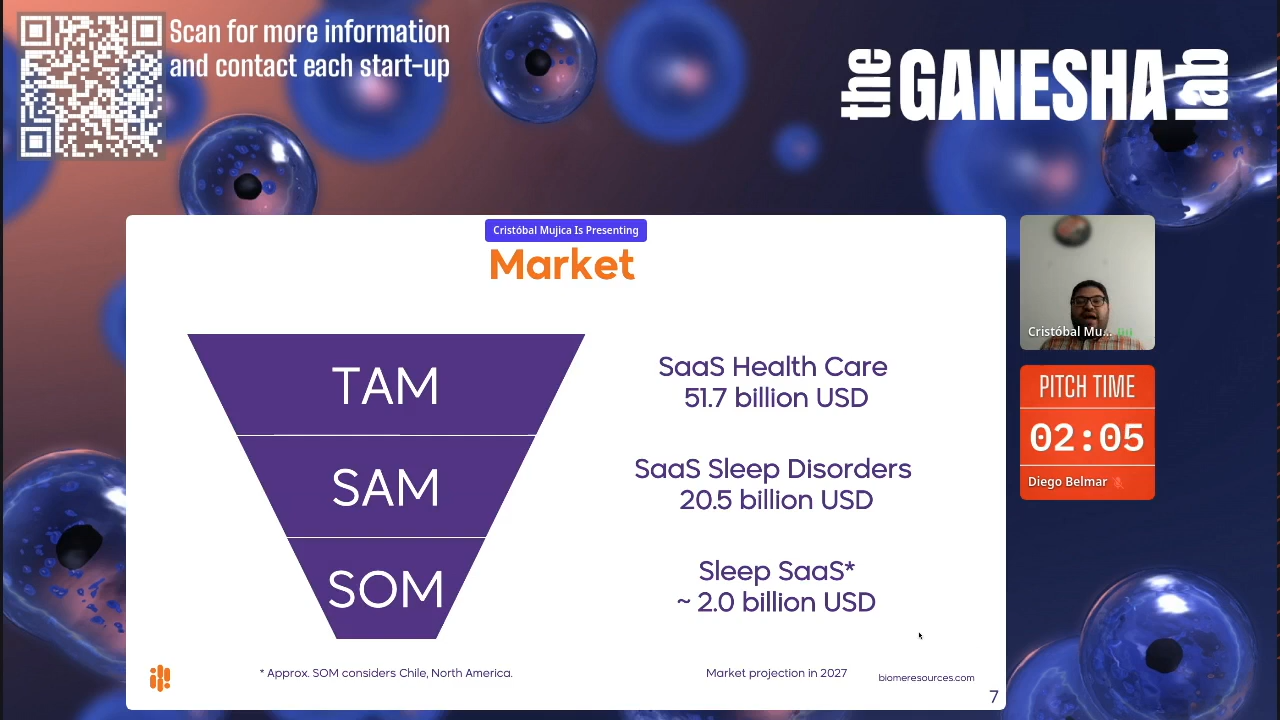 Scan for more information
and contact each start-up
the GANESHA lab
Cristóbal Mujica Is Presenting
Market
TAM
SaaS Health Care
51.7 billion USD
SAM
SaaS Sleep Disorders
20.5 billion USD
SOM
Sleep SaaS*
~ 2.0 billion USD
* Approx. SOM considers Chile, North America.
Market projection in 2027
biomeresources.com
7
Cristóbal Mu...
PITCH TIME
02:05
Diego Belmar